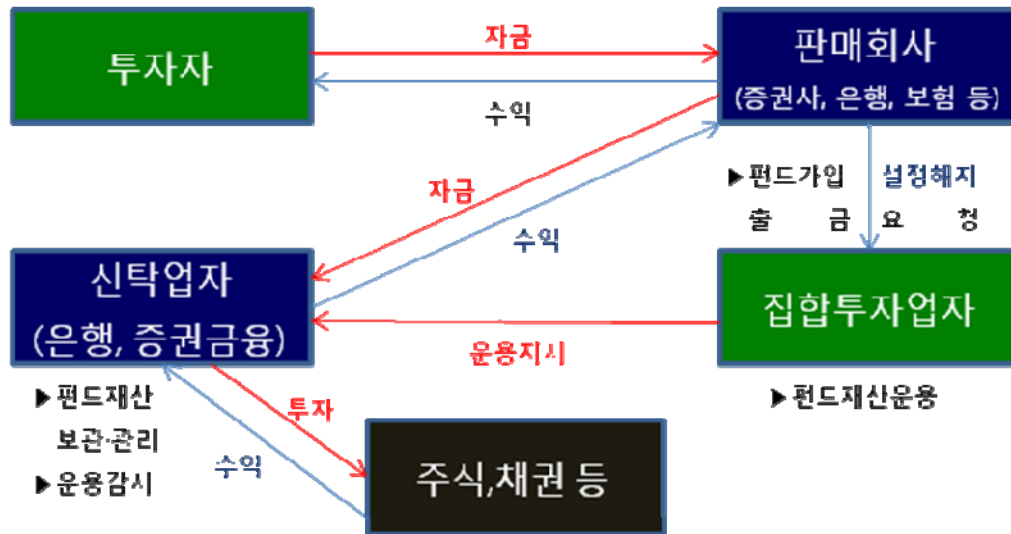 투자자
자금
수익
판매회사
(증권사, 은행, 보험 등)
자금
수익
▶펀드가입 설정해지
출 금 요 청
신탁업자
(은행, 증권금융)
운용지시
집합투자업자
▶펀드재산
보관·관리
▶운용감시
투자
수익
▶펀드재산운용
주식,채권 등